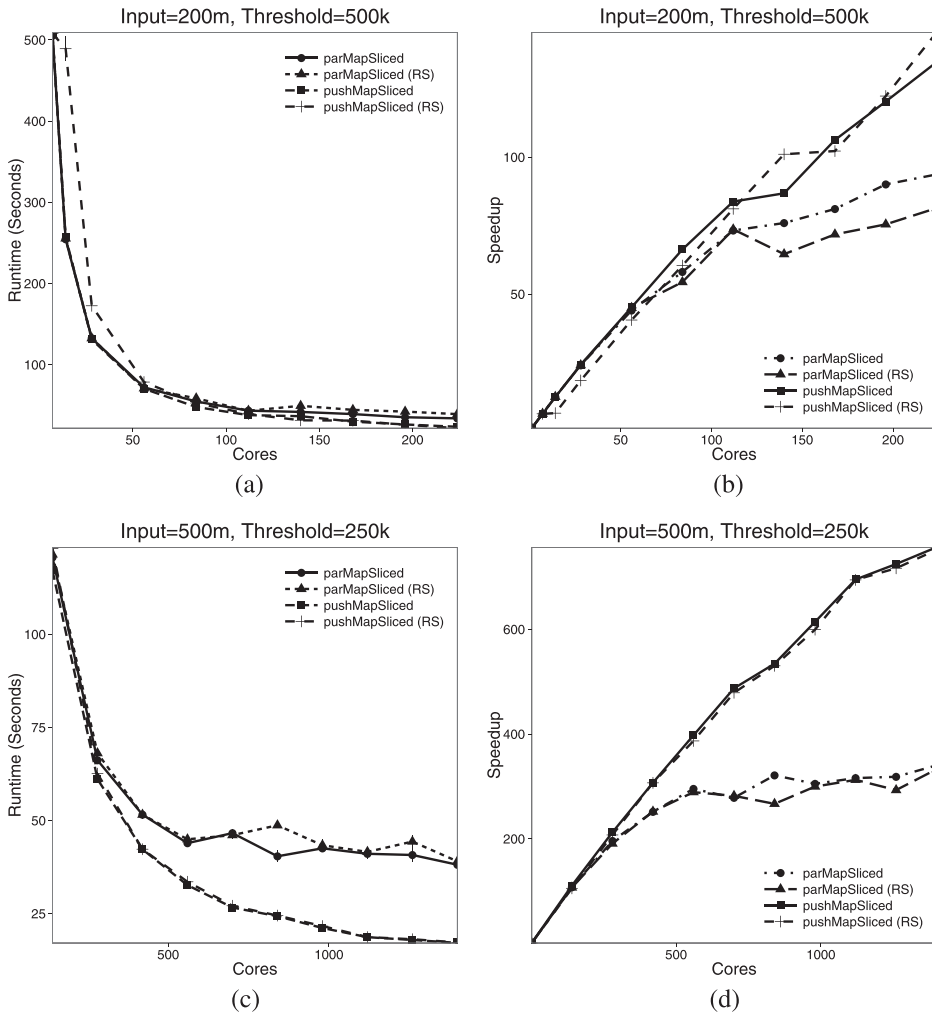 Input=200m, Threshold=500k
500
400
300
200
100
Runtime (Seconds)
parMapSliced
parMapSliced (RS)
pushMapSliced
pushMapSliced (RS)
50
100
150
200
Cores
(a)
Input=200m, Threshold=500k
100
50
Speedup
parMapSliced
parMapSliced (RS)
pushMapSliced
pushMapSliced (RS)
0
50
100
150
200
Cores
(b)
Input=500m, Threshold=250k
100
75
50
25
Runtime (Seconds)
parMapSliced
parMapSliced (RS)
pushMapSliced
pushMapSliced (RS)
500
1000
Cores
(c)
Input=500m, Threshold=250k
600
400
200
Speedup
parMapSliced
parMapSliced (RS)
pushMapSliced
pushMapSliced (RS)
500
1000
Cores
(d)